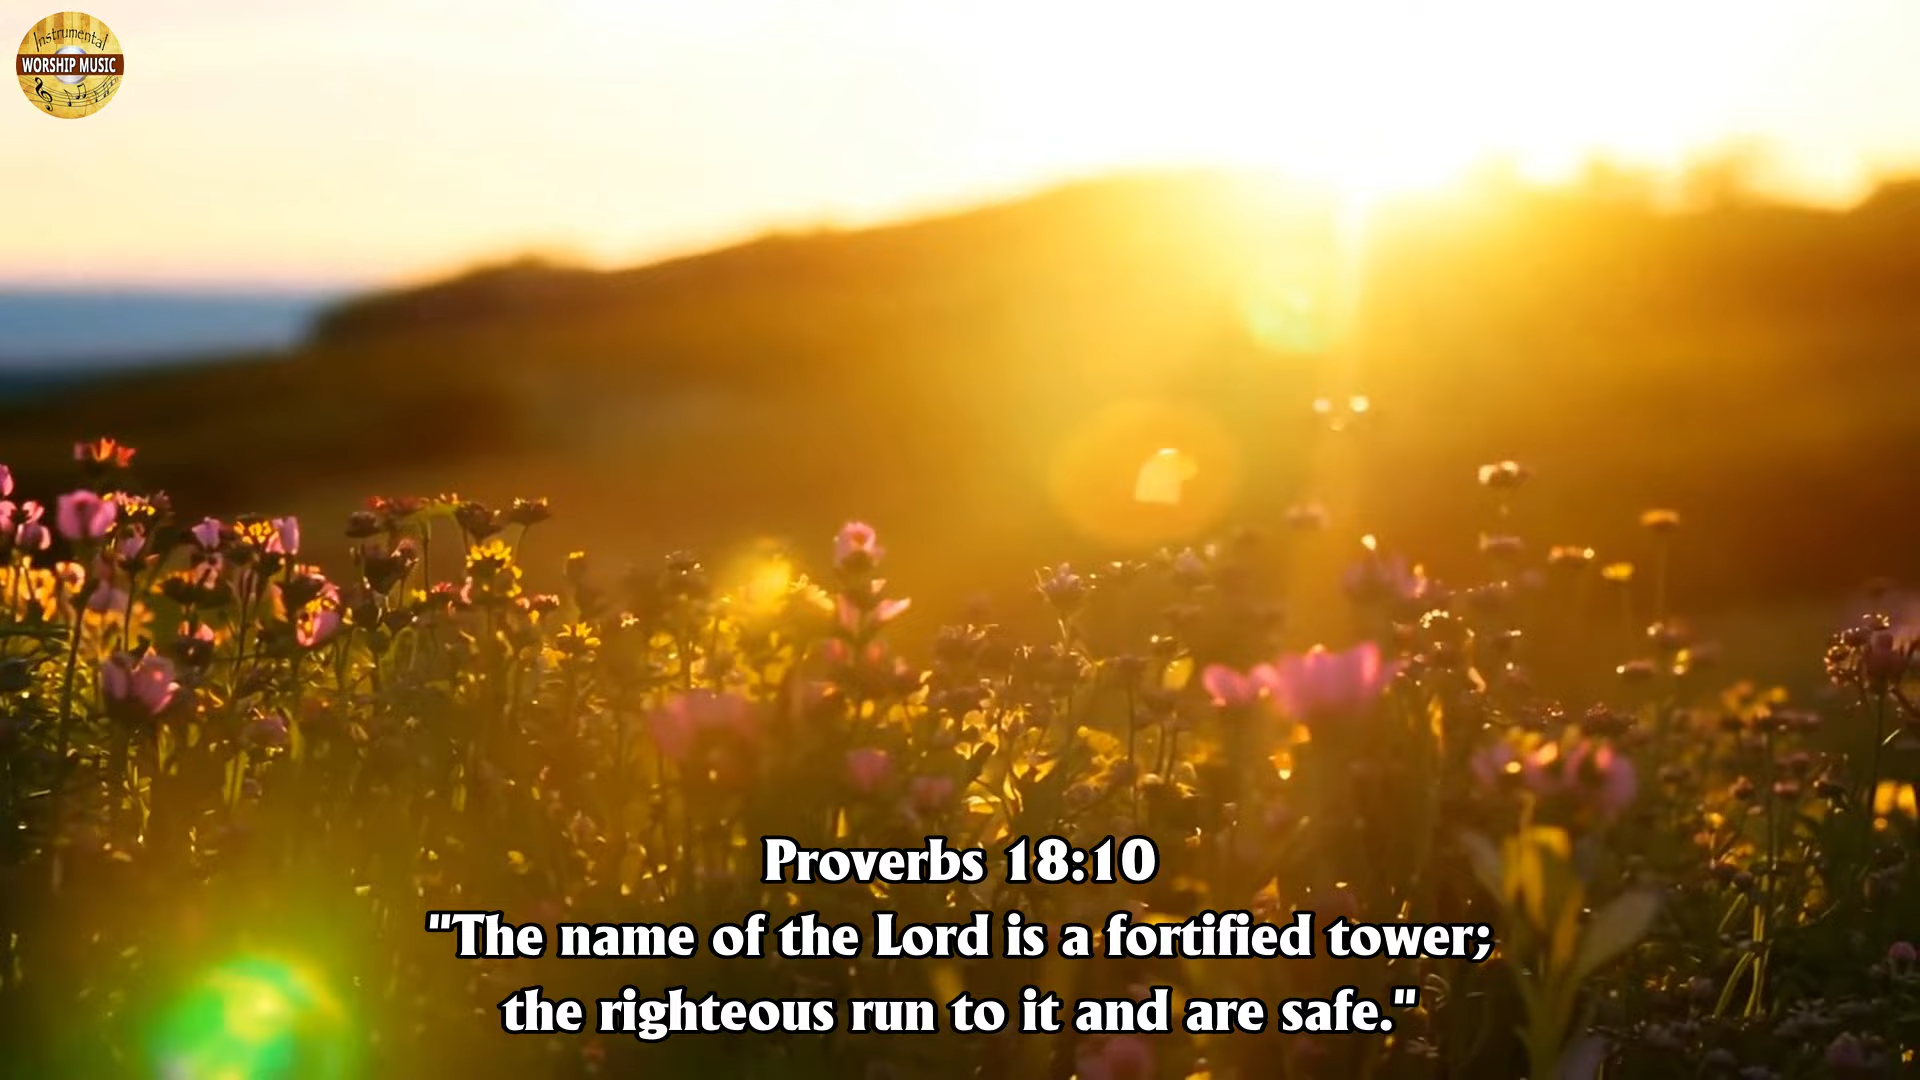 Instrumental
WORSHIP MUSIC
Proverbs 18:10
"The name of the Lord is a fortified tower;
the righteous run to it and are safe."